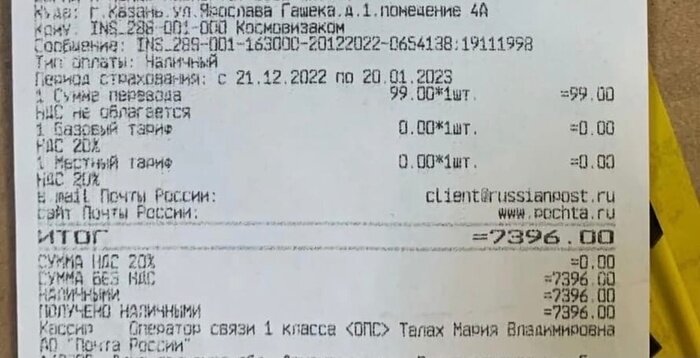 Куда: г.Казань.ул.Ярослава Гашека.д.1.помещение 4А
Кому: INS_288-001-000 Космовизаком
Сообщение: INS_289-001-163000-20122022-0654138;19111998
Тип оплаты: Наличный
Период страхования: с 21.12.2022 по 20.01.2023
1 Сумма перевода 99.00*1шт. =99.00
НДС не облагается
1 Базовый тариф 0.00*1шт. =0.00
НДС 20%
1 Местный тариф 0.00*1шт. =0.00
НДС 20%
e mail Почты России: client@russianpost.ru
сайт Почты России: www.pochta.ru
ИТОГ =7396.00
СУММА НДС 20% =0.00
СУММА БЕЗ НДС =7396.00
НАЛИЧНЫМИ =7396.00
ПОЛУЧЕНО НАЛИЧНЫМИ =7396.00
Кассир Оператор связи 1 класса <ОПС> Талах Мария Владимировна
АО "Почта России"